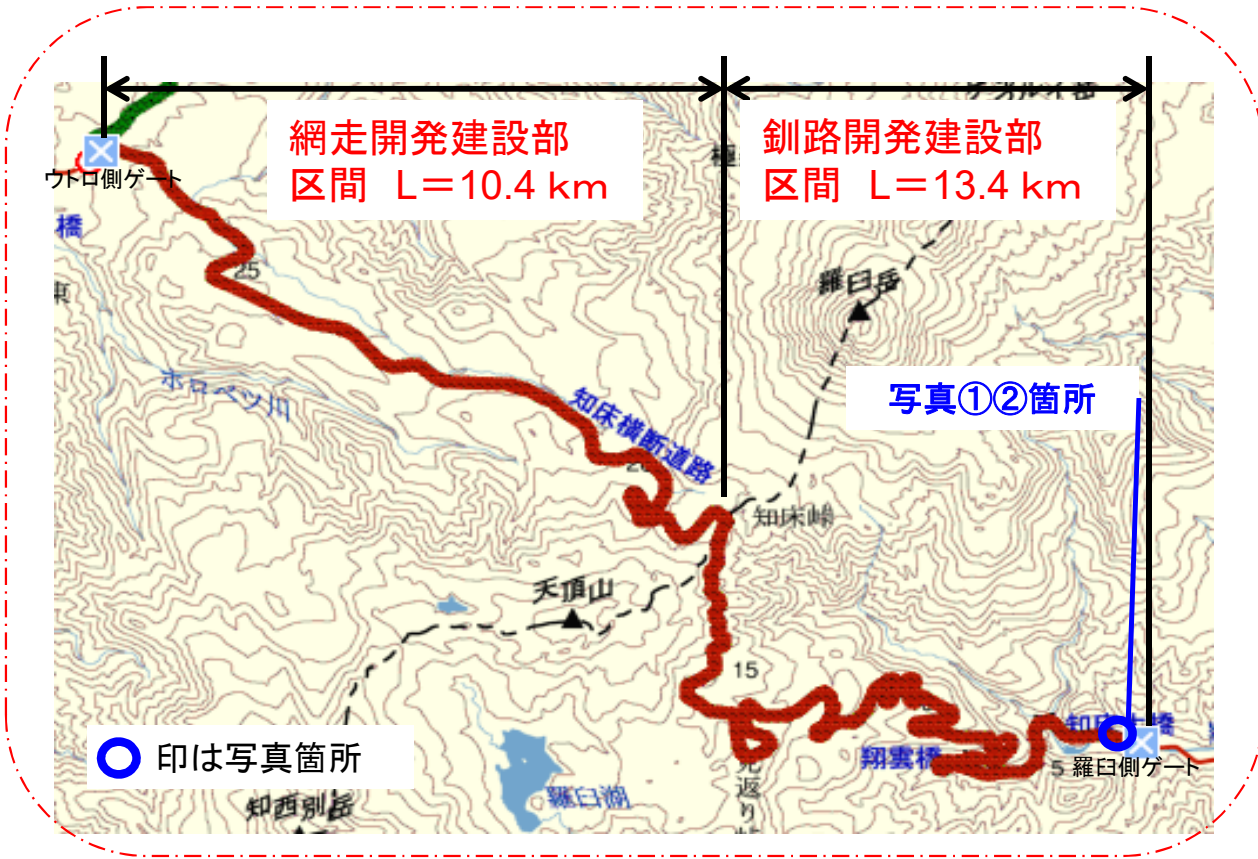 網走開発建設部
区間 L＝10.4 ｋｍ
釧路開発建設部
区間 L＝13.4 ｋｍ
ウトロ側ゲート
橋
東
25
羅臼岳
ホロベツ川
写真①②箇所
知床横断道路
知床峠
天頂山
15
翔雲橋
5
羅臼側ゲート
印は写真箇所
知西別岳
羅臼湖